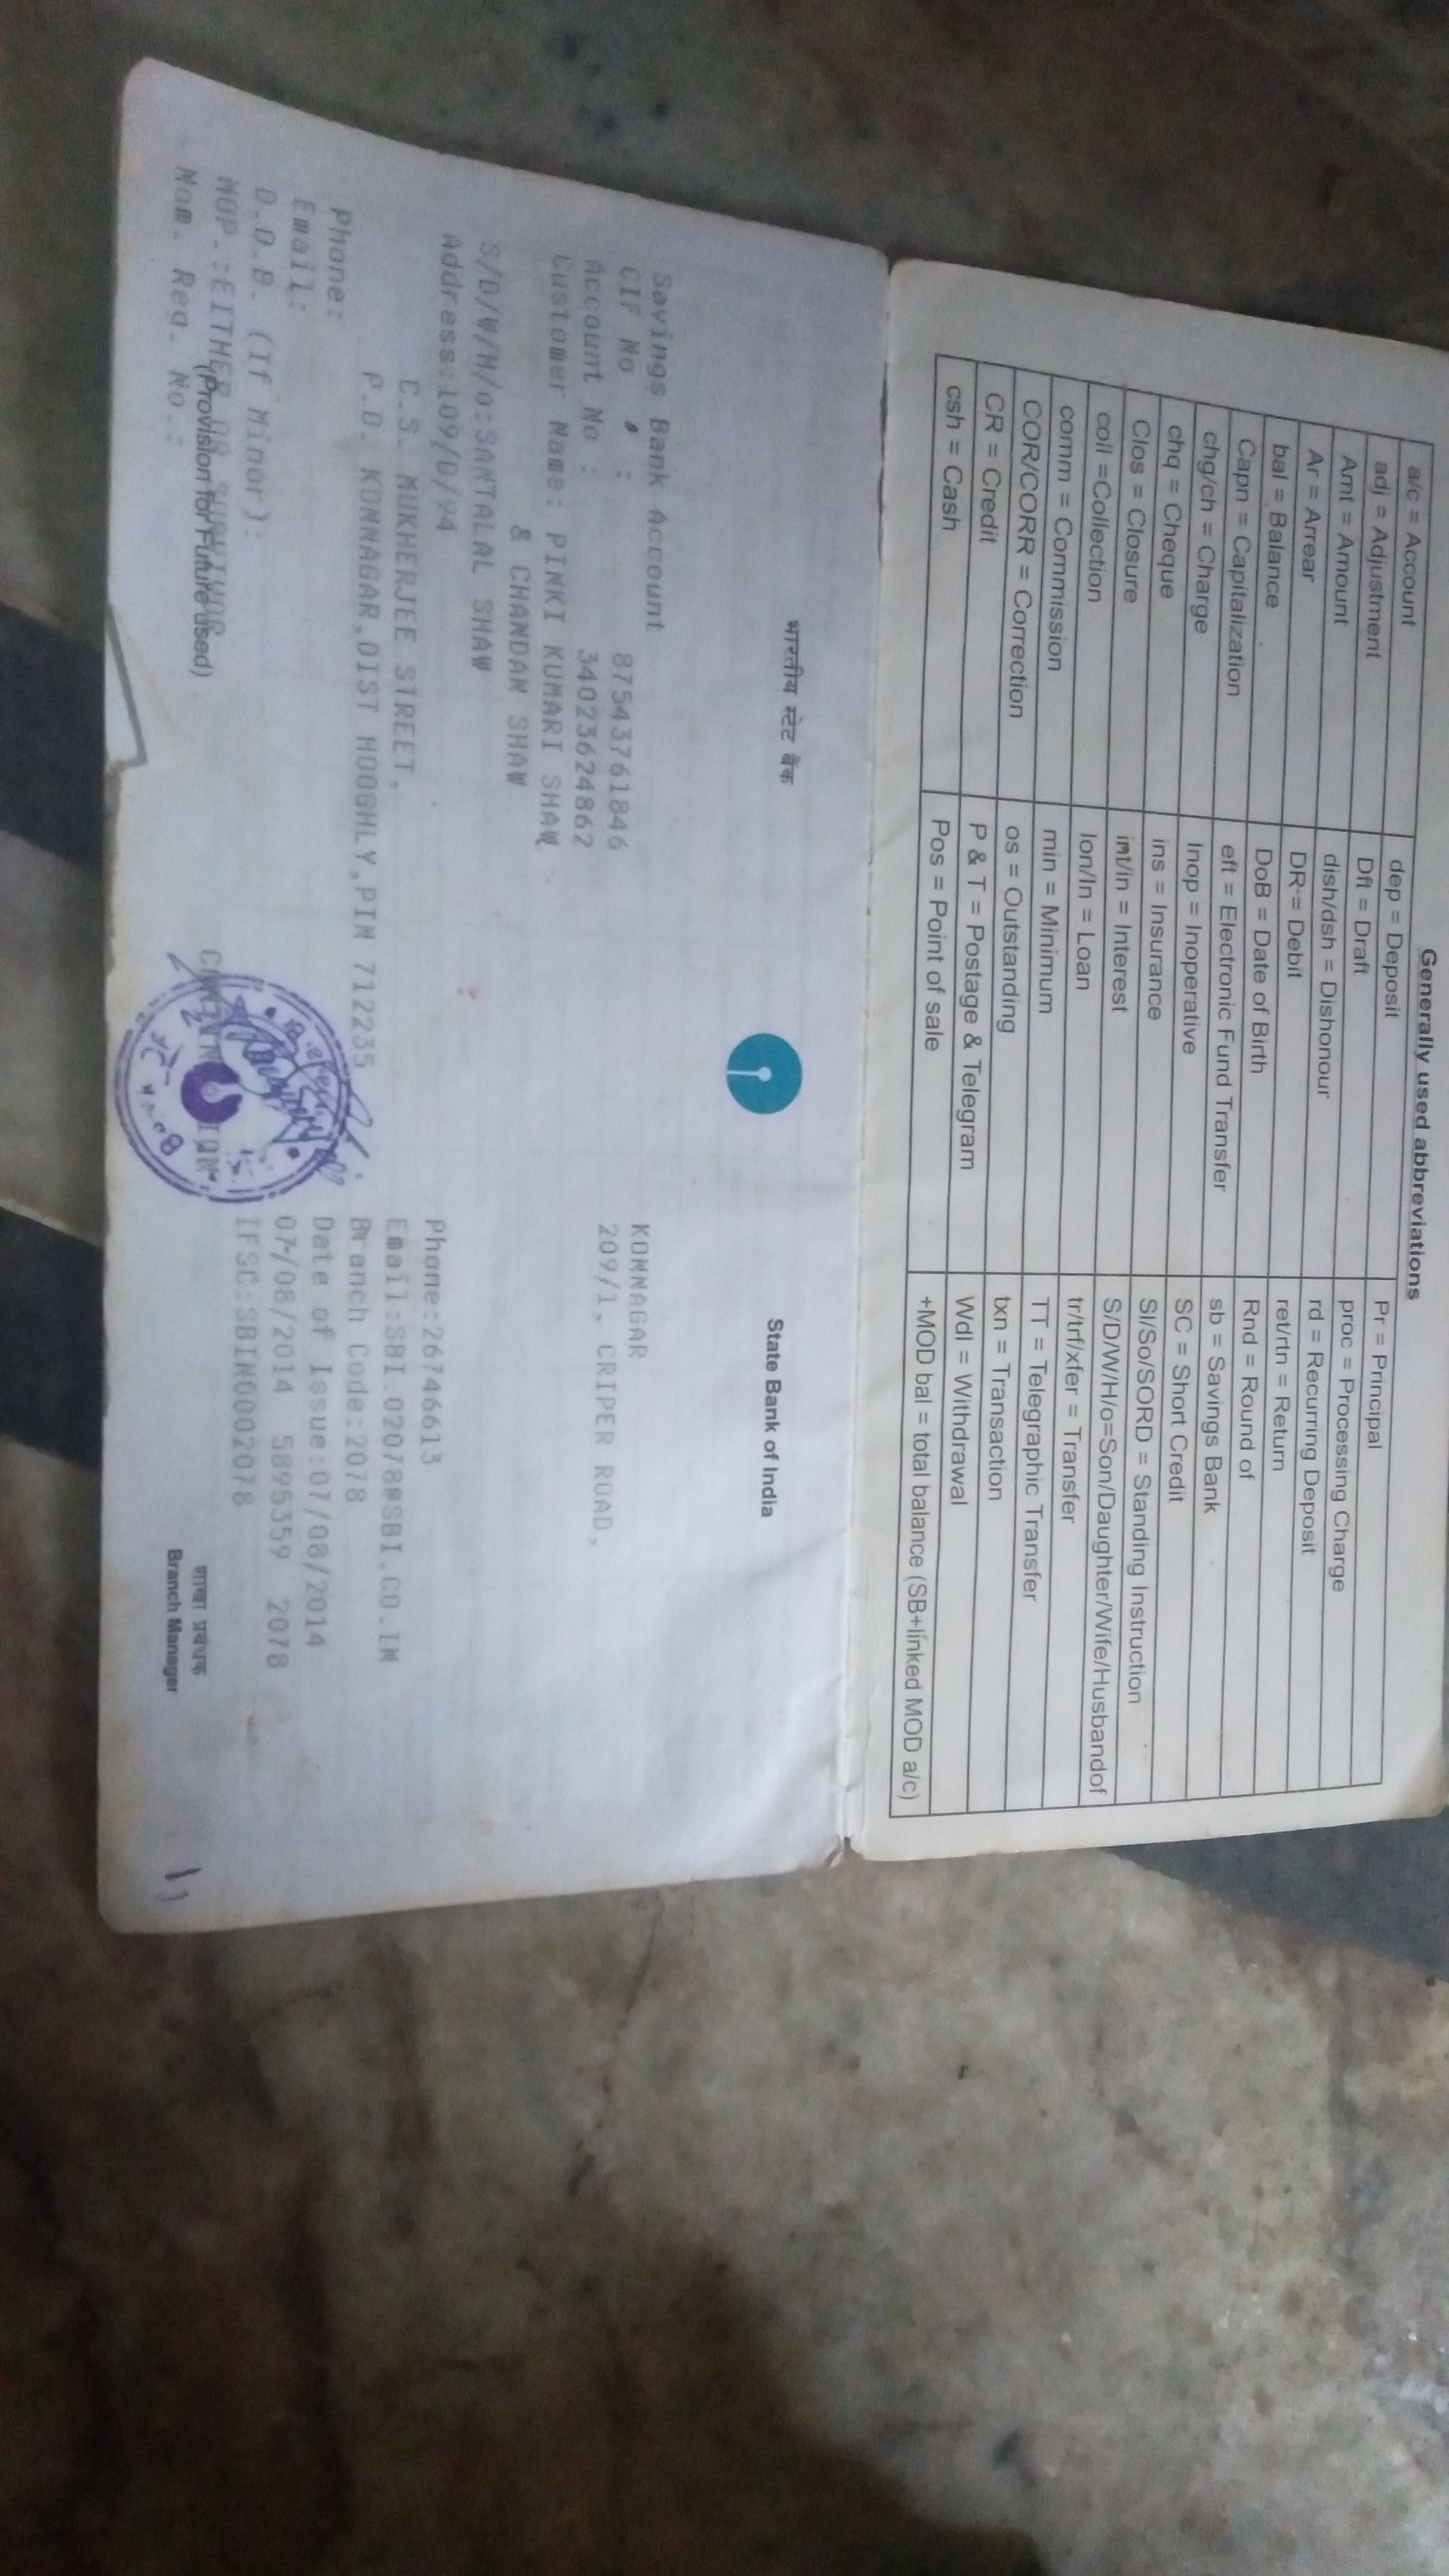 Generally used abbreviations
a/c = Account dep = Deposit Pr = Principal
adj = Adjustment Dft = Draft proc = Processing Charge
Amt = Amount dish/dsh = Dishonour rd = Recurring Deposit
Ar = Arrear DR = Debit ret/rtn = Return
bal = Balance DoB = Date of Birth Rnd = Round of
Capn = Capitalization eft = Electronic Fund Transfer sb = Savings Bank
chg/ch = Charge Inop = Inoperative SC = Short Credit
chq = Cheque ins = Insurance SI/So/SORD = Standing Instruction
Clos = Closure int/in = Interest S/D/W/H/o=Son/Daughter/Wife/Husbandof
coll =Collection lon/ln = Loan tr/trf/xfer = Transfer
comm = Commission min = Minimum TT = Telegraphic Transfer
COR/CORR = Correction os = Outstanding txn = Transaction
CR = Credit P & T = Postage & Telegram Wdl = Withdrawal
csh = Cash Pos = Point of sale +MOD bal = total balance (SB+linked MOD a/c)
भारतीय स्टेट बैंक State Bank of India
Savings Bank Account KONNAGAR
CIF No : 87543761846 209/1, CRIPER ROAD,
Account No : 34023624862
Customer Name: PINKI KUMARI SHAW
& CHANDAN SHAW
S/D/W/H/o:SANTALAL SHAW
Address:109/D/94 Phone:26746613
C.S. MUKHERJEE STREET, Email:SBI.02078@SBI.CO.IN
P.O. KONNAGAR,DIST HOOGHLY,PIN 712235 Branch Code:2078
Phone: Date of Issue:07/08/2014
Email: 07/08/2014 5895359 2078
D.O.B. (If Minor): IFSC:SBIN0002078
MOP.:EITHER OR SURVIVOR
(Provision for Future used)
Nom. Reg. No.:
शाखा प्रबंधक
Branch Manager